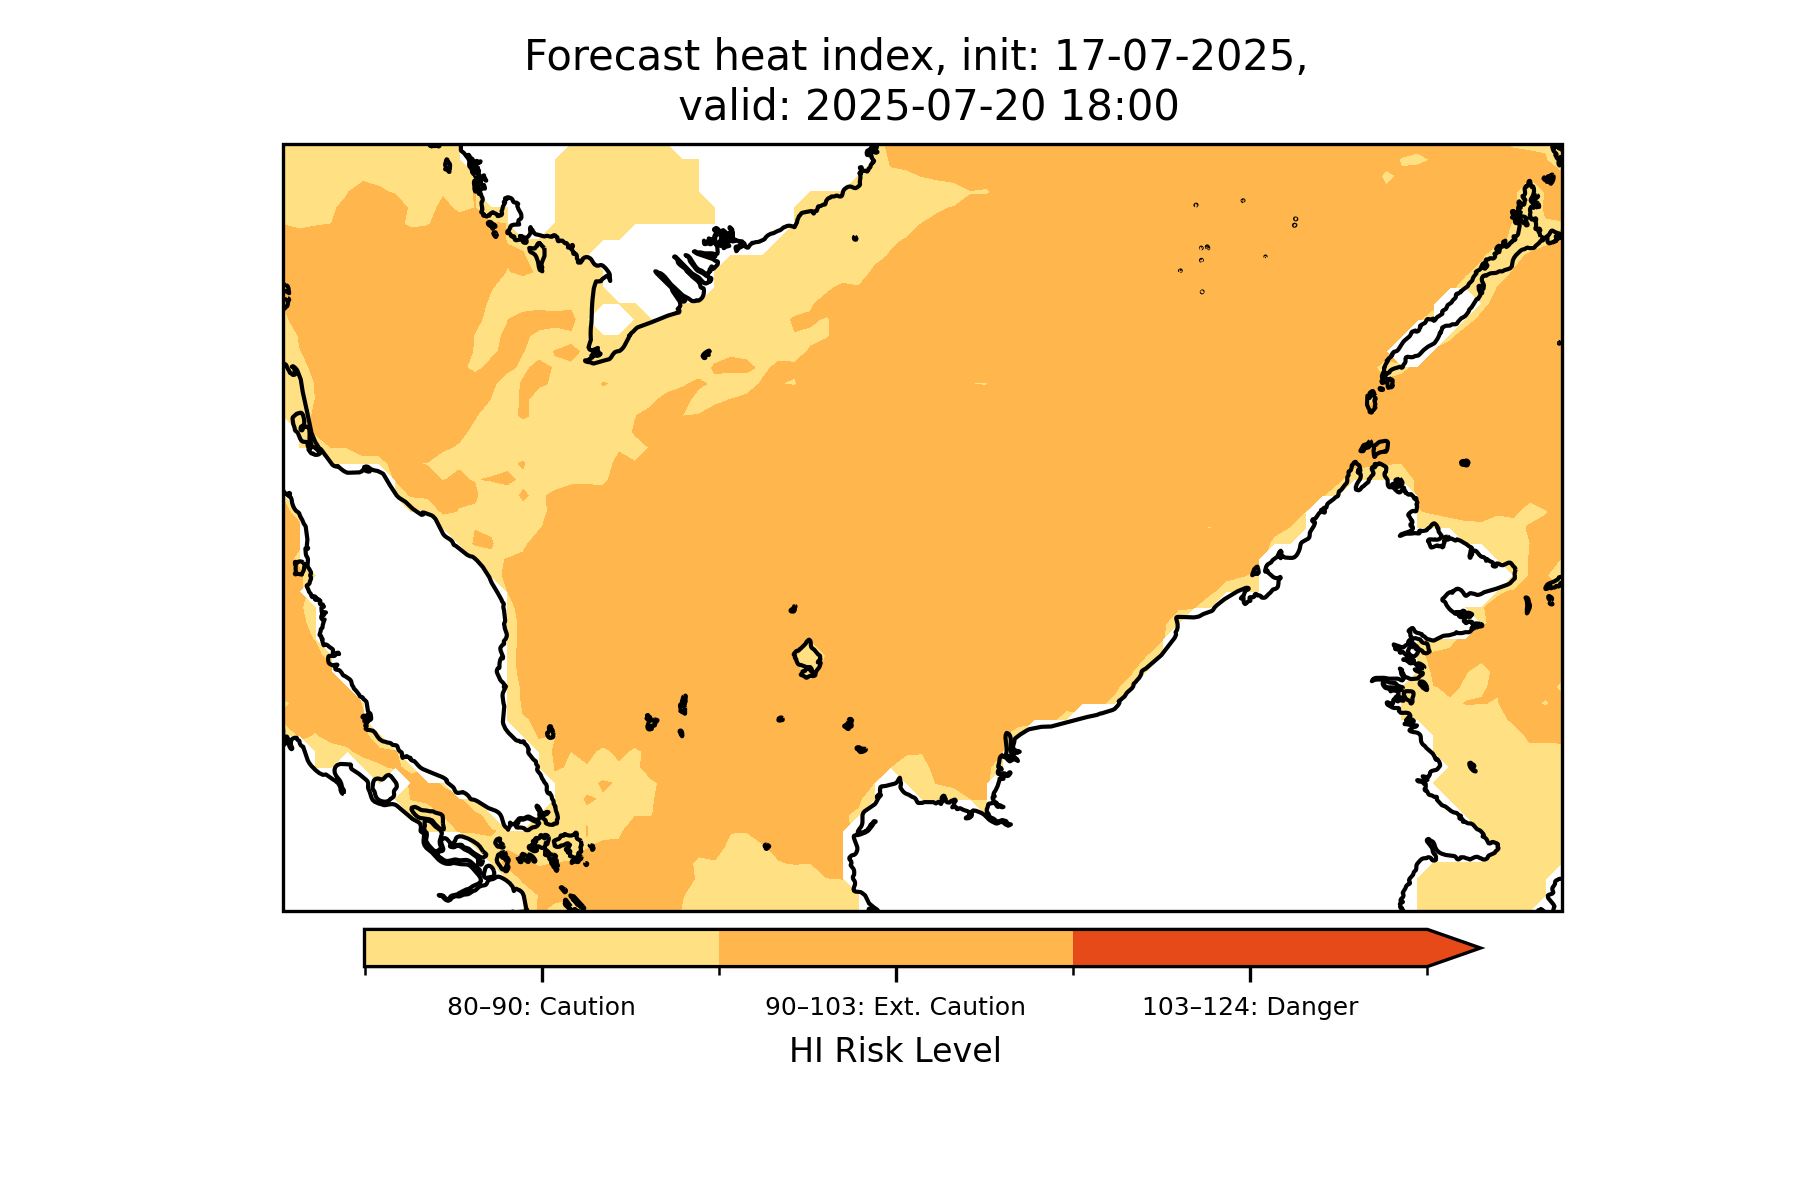 Forecast heat index, init: 17-07-2025,
valid: 2025-07-20 18:00
80–90: Caution
90–103: Ext. Caution
103–124: Danger
HI Risk Level